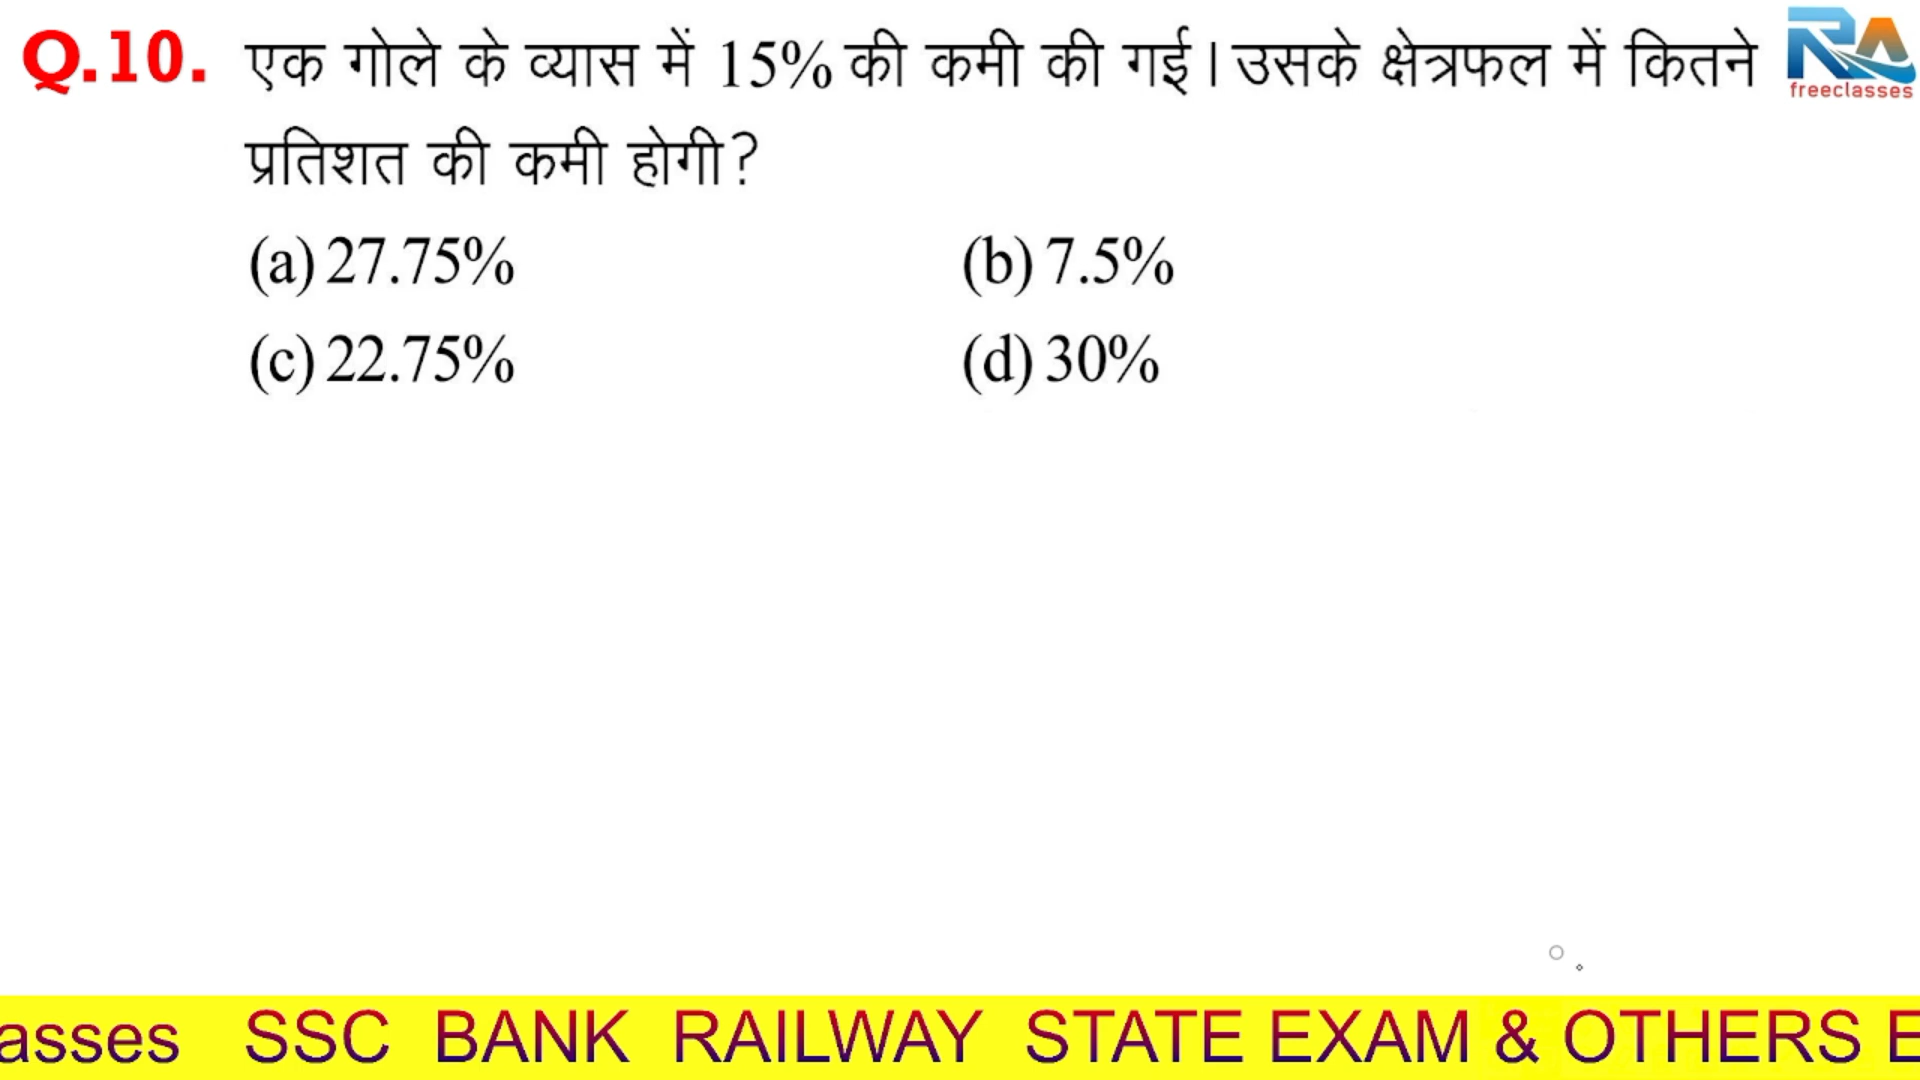 Q.10. एक गोले के व्यास में 15% की कमी की गई। उसके क्षेत्रफल में कितने
RA
freeclasses
प्रतिशत की कमी होगी?
(a) 27.75% (b) 7.5%
(c) 22.75% (d) 30%
asses SSC BANK RAILWAY STATE EXAM & OTHERS E